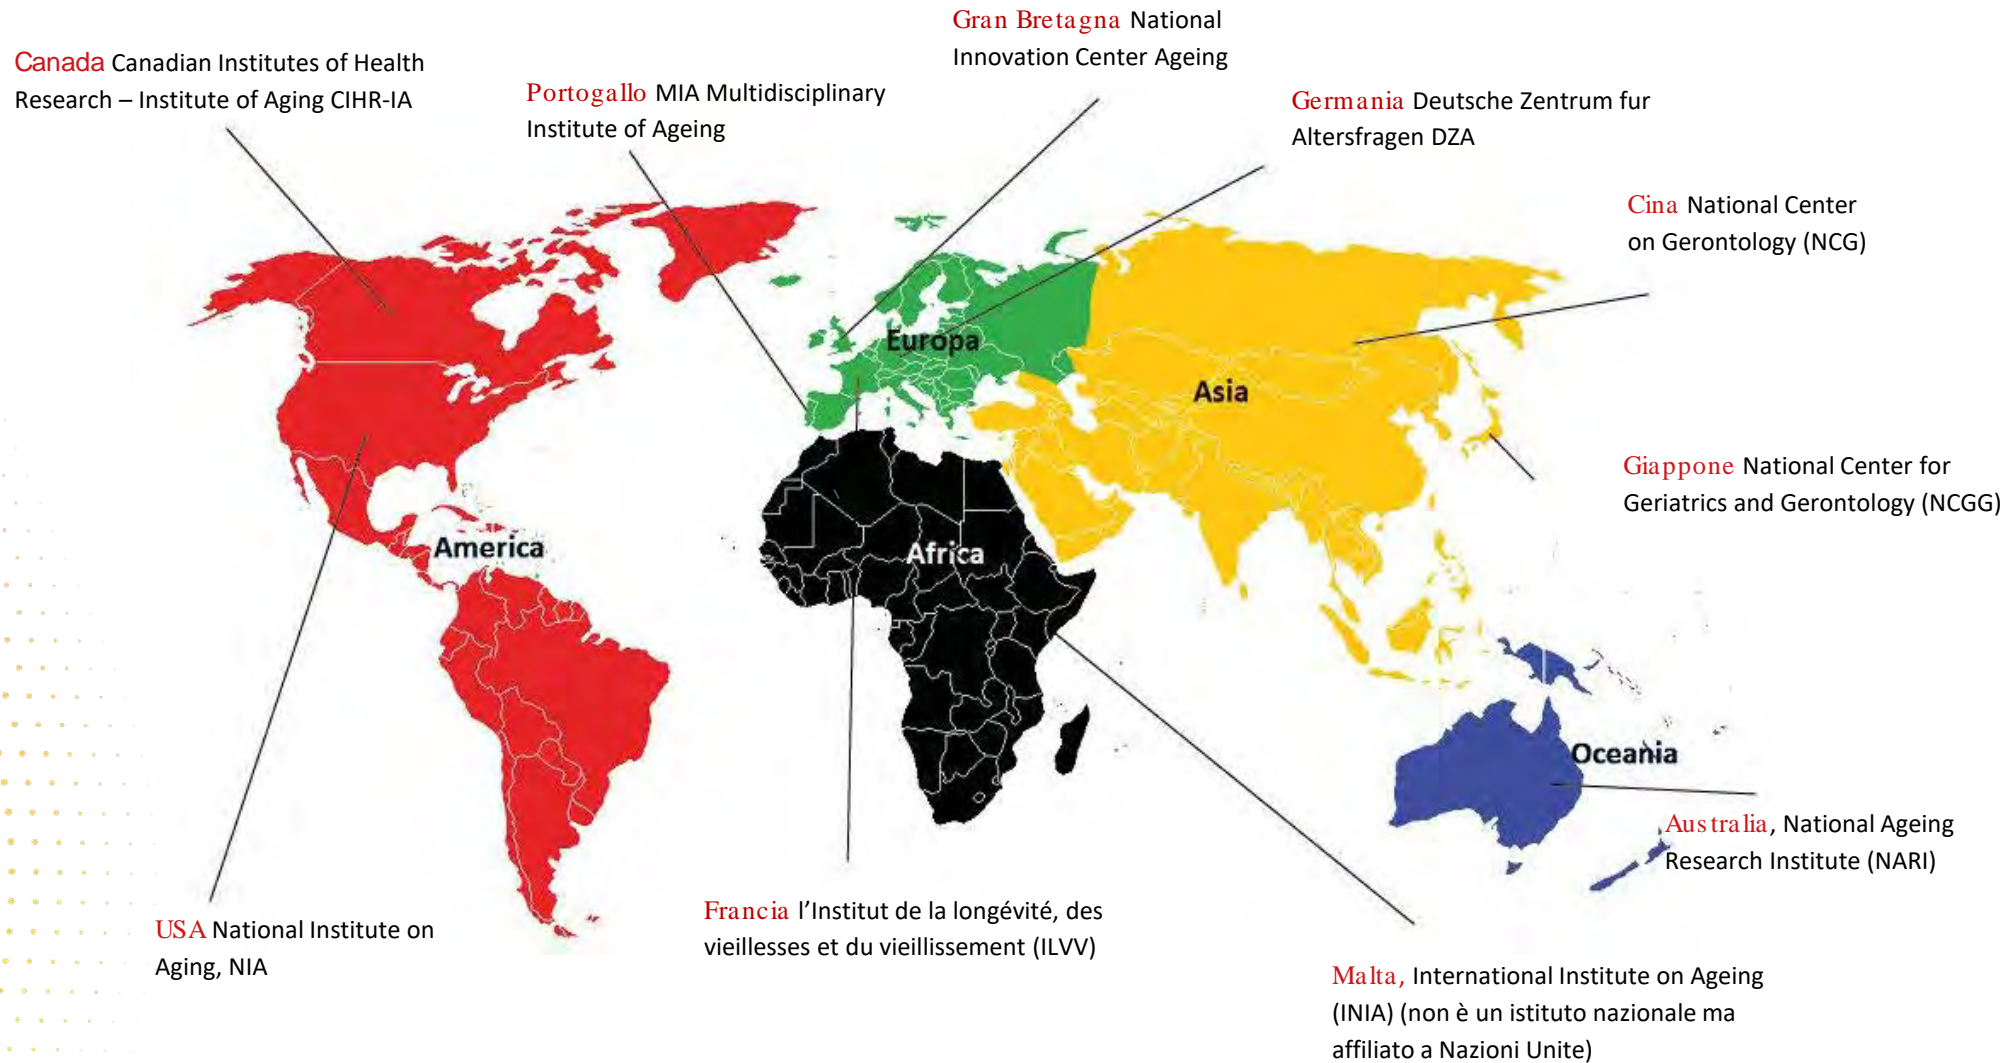 Gran Bretagna National
Innovation Center Ageing
Canada Canadian Institutes of Health
Research – Institute of Aging CIHR-IA
Portogallo MIA Multidisciplinary
Institute of Ageing
Germania Deutsche Zentrum fur
Altersfragen DZA
Cina National Center
on Gerontology (NCG)
Europa
Asia
Giappone National Center for
Geriatrics and Gerontology (NCGG)
America
Africa
Oceania
Australia, National Ageing
Research Institute (NARI)
Francia l’Institut de la longévité, des
vieillesses et du vieillissement (ILVV)
USA National Institute on
Aging, NIA
Malta, International Institute on Ageing
(INIA) (non è un istituto nazionale ma
affiliato a Nazioni Unite)